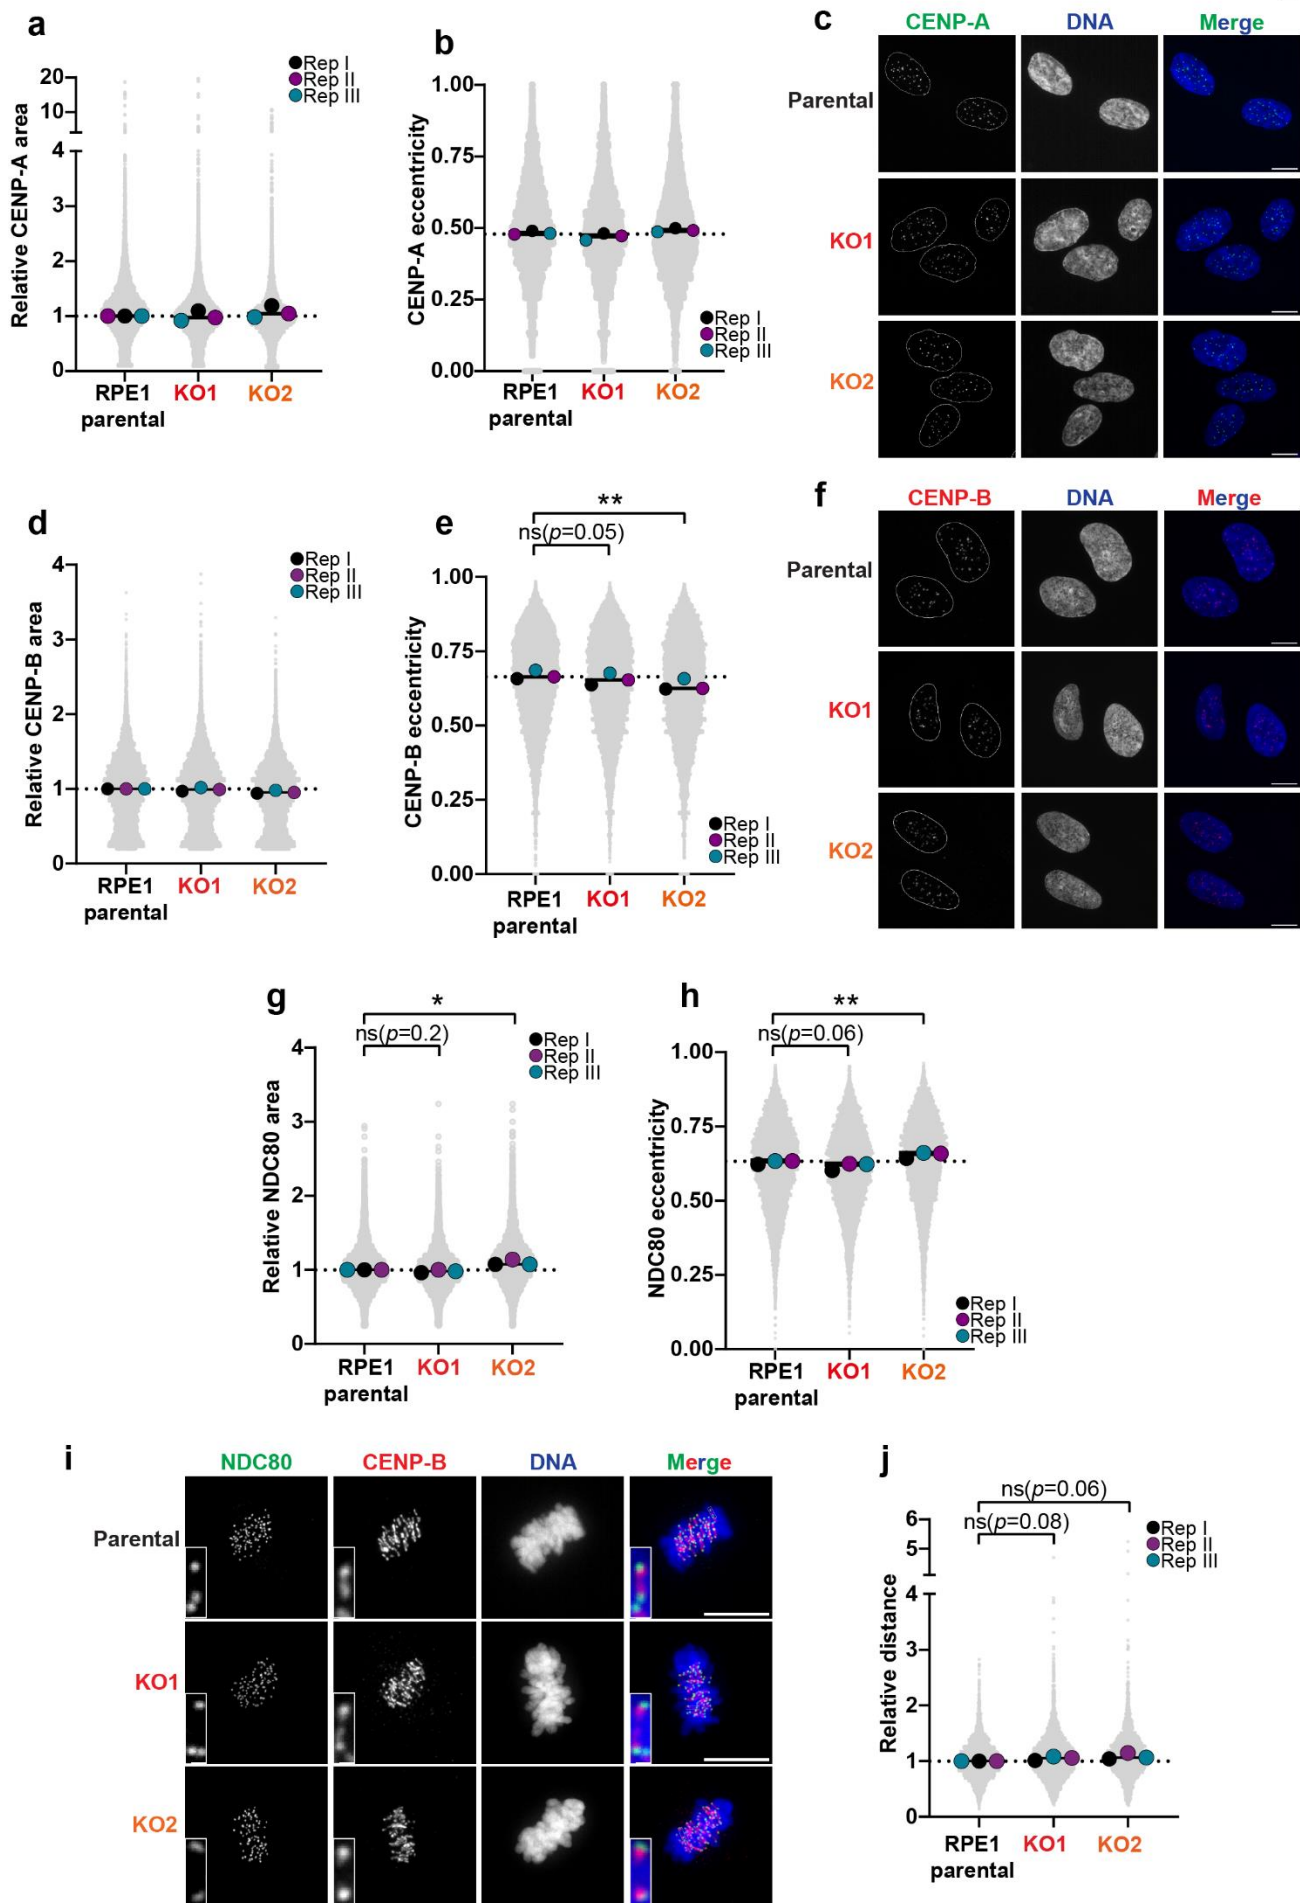 a
Rep I
Rep II
Rep III
Relative CENP-A area
20
10
4
3
2
1
0
RPE1
parental
KO1
KO2
b
CENP-A eccentricity
1.00
0.75
0.50
0.25
0.00
Rep I
Rep II
Rep III
RPE1
parental
KO1
KO2
c
CENP-A DNA Merge
Parental
KO1
KO2
d
Rep I
Rep II
Rep III
Relative CENP-B area
4
3
2
1
0
RPE1
parental
KO1
KO2
e
**
ns(p=0.05)
CENP-B eccentricity
1.00
0.75
0.50
0.25
0.00
Rep I
Rep II
Rep III
RPE1
parental
KO1
KO2
f
CENP-B DNA Merge
Parental
KO1
KO2
g
*
ns(p=0.2)
Rep I
Rep II
Rep III
Relative NDC80 area
4
3
2
1
0
RPE1
parental
KO1
KO2
h
**
ns(p=0.06)
NDC80 eccentricity
1.00
0.75
0.50
0.25
0.00
Rep I
Rep II
Rep III
RPE1
parental
KO1
KO2
i
NDC80 CENP-B DNA Merge
Parental
KO1
KO2
j
ns(p=0.06)
ns(p=0.08)
Rep I
Rep II
Rep III
Relative distance
6
5
4
3
2
1
0
RPE1
parental
KO1
KO2